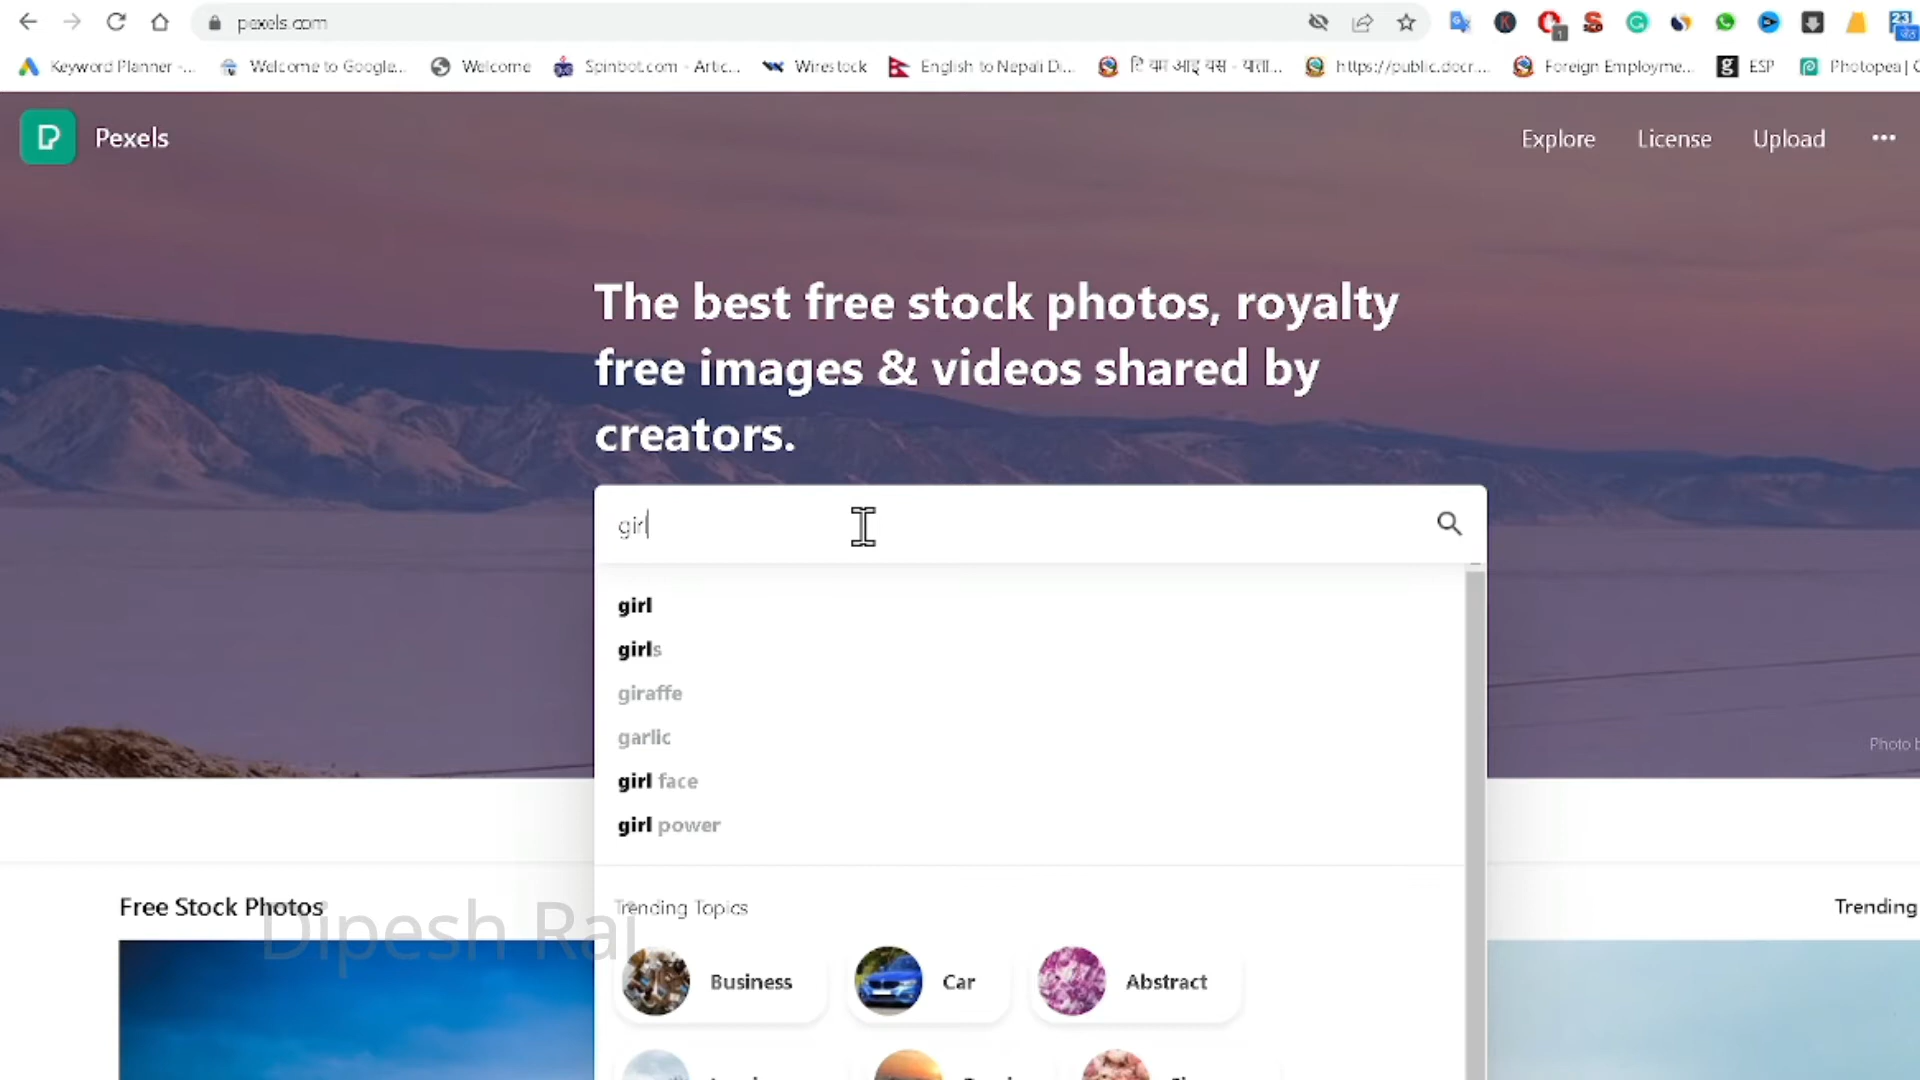 pexels.com
23
1
Keyword Planner -...
Welcome to Google...
Welcome
Spinbot.com - Artic...
Wirestock
English to Nepali D...
https://public.docr...
Foreign Employme...
ESP
Photopea |
Pexels
Explore
License
Upload
The best free stock photos, royalty
free images & videos shared by
creators.
girl
girl
girls
giraffe
garlic
girl face
girl power
Photo b
Free Stock Photos
Trending Topics
Trending
Dipesh Rai
Business
Car
Abstract